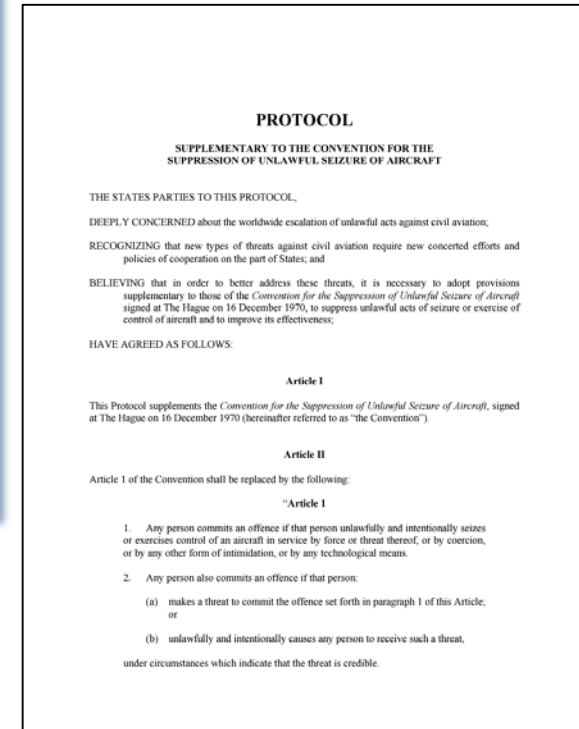 PROTOCOL
SUPPLEMENTARY TO THE CONVENTION FOR THE
SUPPRESSION OF UNLAWFUL SEIZURE OF AIRCRAFT
THE STATES PARTIES TO THIS PROTOCOL,
DEEPLY CONCERNED about the worldwide escalation of unlawful acts against civil aviation;
RECOGNIZING that new types of threats against civil aviation require new concerted efforts and
policies of cooperation on the part of States; and
BELIEVING that in order to better address these threats, it is necessary to adopt provisions
supplementary to those of the Convention for the Suppression of Unlawful Seizure of Aircraft
signed at The Hague on 16 December 1970, to suppress unlawful acts of seizure or exercise of
control of aircraft and to improve its effectiveness;
HAVE AGREED AS FOLLOWS:
Article I
This Protocol supplements the Convention for the Suppression of Unlawful Seizure of Aircraft, signed
at The Hague on 16 December 1970 (hereinafter referred to as “the Convention”).
Article II
Article 1 of the Convention shall be replaced by the following:
“Article 1
1. Any person commits an offence if that person unlawfully and intentionally seizes
or exercises control of an aircraft in service by force or threat thereof, or by coercion,
or by any other form of intimidation, or by any technological means.
2. Any person also commits an offence if that person:
(a) makes a threat to commit the offence set forth in paragraph 1 of this Article;
or
(b) unlawfully and intentionally causes any person to receive such a threat,
under circumstances which indicate that the threat is credible.